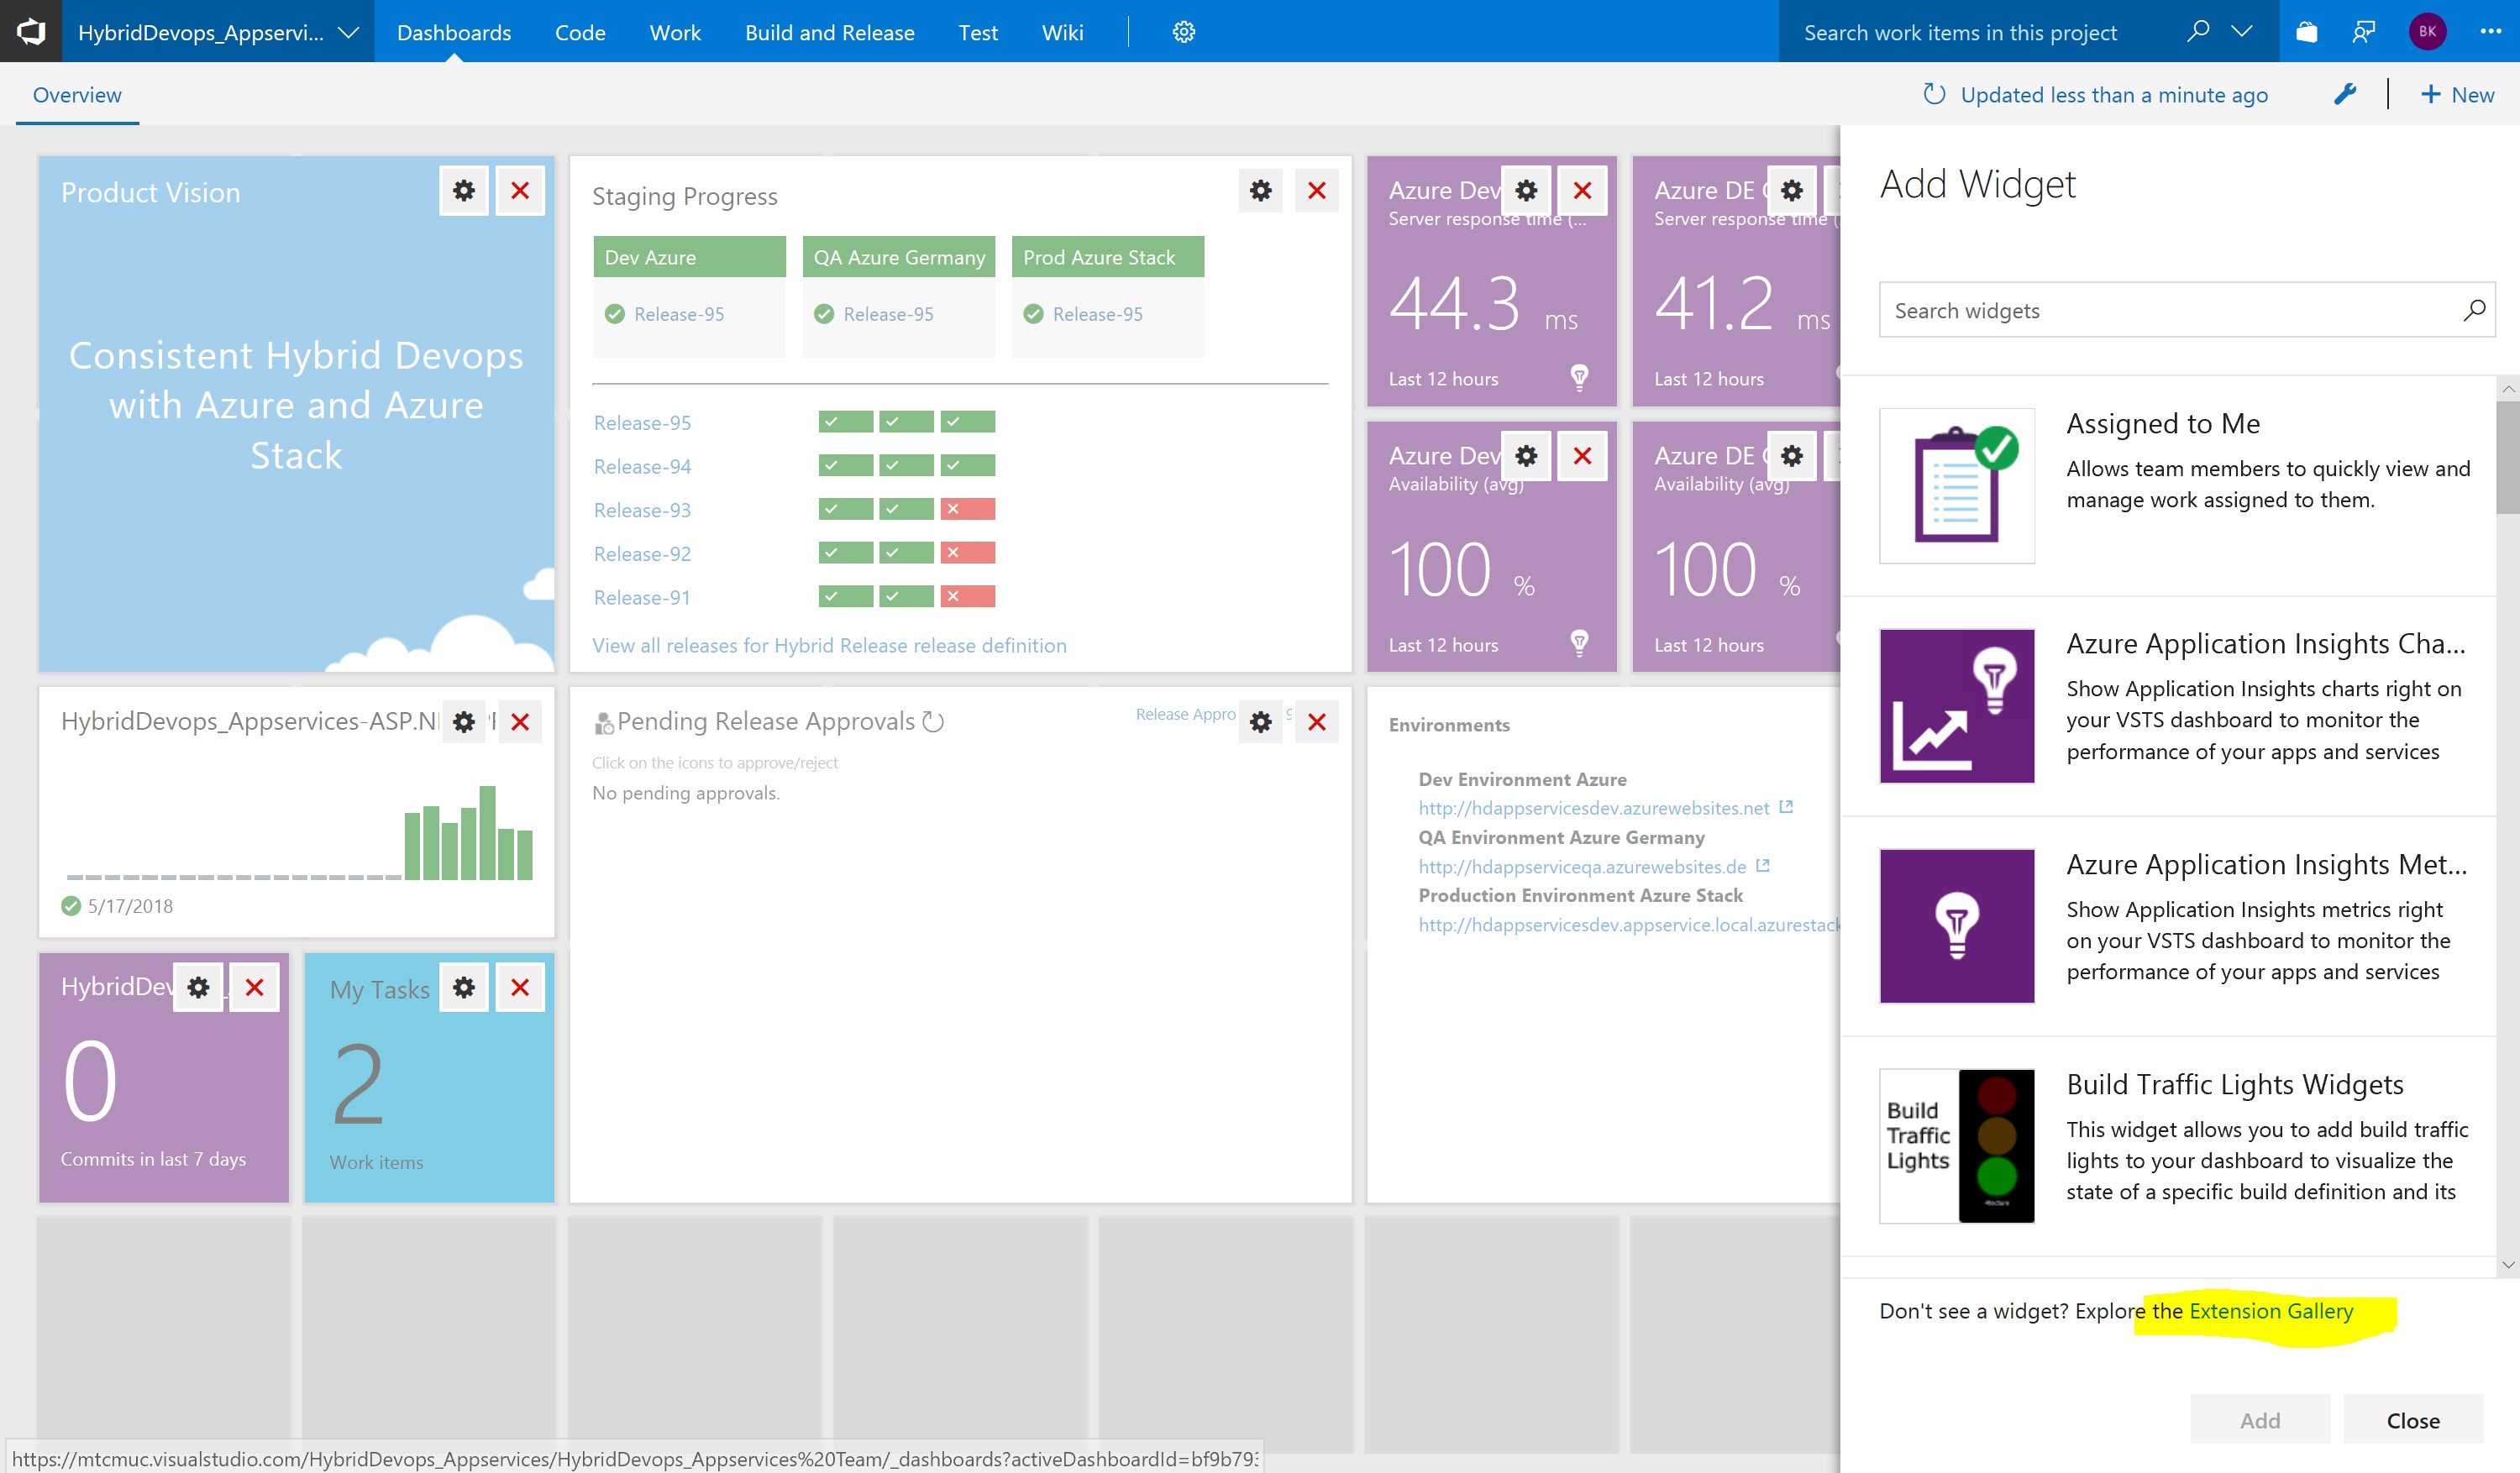 HybridDevops_Appservi...
Dashboards
Code
Work
Build and Release
Test
Wiki
Search work items in this project
BK
Overview
Updated less than a minute ago
New
Product Vision
Consistent Hybrid Devops
with Azure and Azure
Stack
Staging Progress
Dev Azure
QA Azure Germany
Prod Azure Stack
Release-95
Release-95
Release-95
Release-95
Release-94
Release-93
Release-92
Release-91
View all releases for Hybrid Release release definition
Azure Dev
Server response time (...
44.3 ms
Last 12 hours
Azure DE
Server response time (
41.2 ms
Last 12 hours
Azure Dev
Availability (avg)
100 %
Last 12 hours
Azure DE
Availability (avg)
100 %
Last 12 hours
HybridDevops_Appservices-ASP.N
5/17/2018
Pending Release Approvals
Release Appro
Click on the icons to approve/reject
No pending approvals.
Environments
Dev Environment Azure
http://hdappservicesdev.azurewebsites.net
QA Environment Azure Germany
http://hdappserviceqa.azurewebsites.de
Production Environment Azure Stack
http://hdappservicesdev.appservice.local.azurestack
HybridDev
0
Commits in last 7 days
My Tasks
2
Work items
Add Widget
Search widgets
Assigned to Me
Allows team members to quickly view and
manage work assigned to them.
Azure Application Insights Cha...
Show Application Insights charts right on
your VSTS dashboard to monitor the
performance of your apps and services
Azure Application Insights Met...
Show Application Insights metrics right
on your VSTS dashboard to monitor the
performance of your apps and services
Build
Traffic
Lights
Build Traffic Lights Widgets
This widget allows you to add build traffic
lights to your dashboard to visualize the
state of a specific build definition and its
Don't see a widget? Explore the Extension Gallery
Add
Close
https://mtcmuc.visualstudio.com/HybridDevops_Appservices/HybridDevops_Appservices%20Team/_dashboards?activeDashboardId=bf9b793